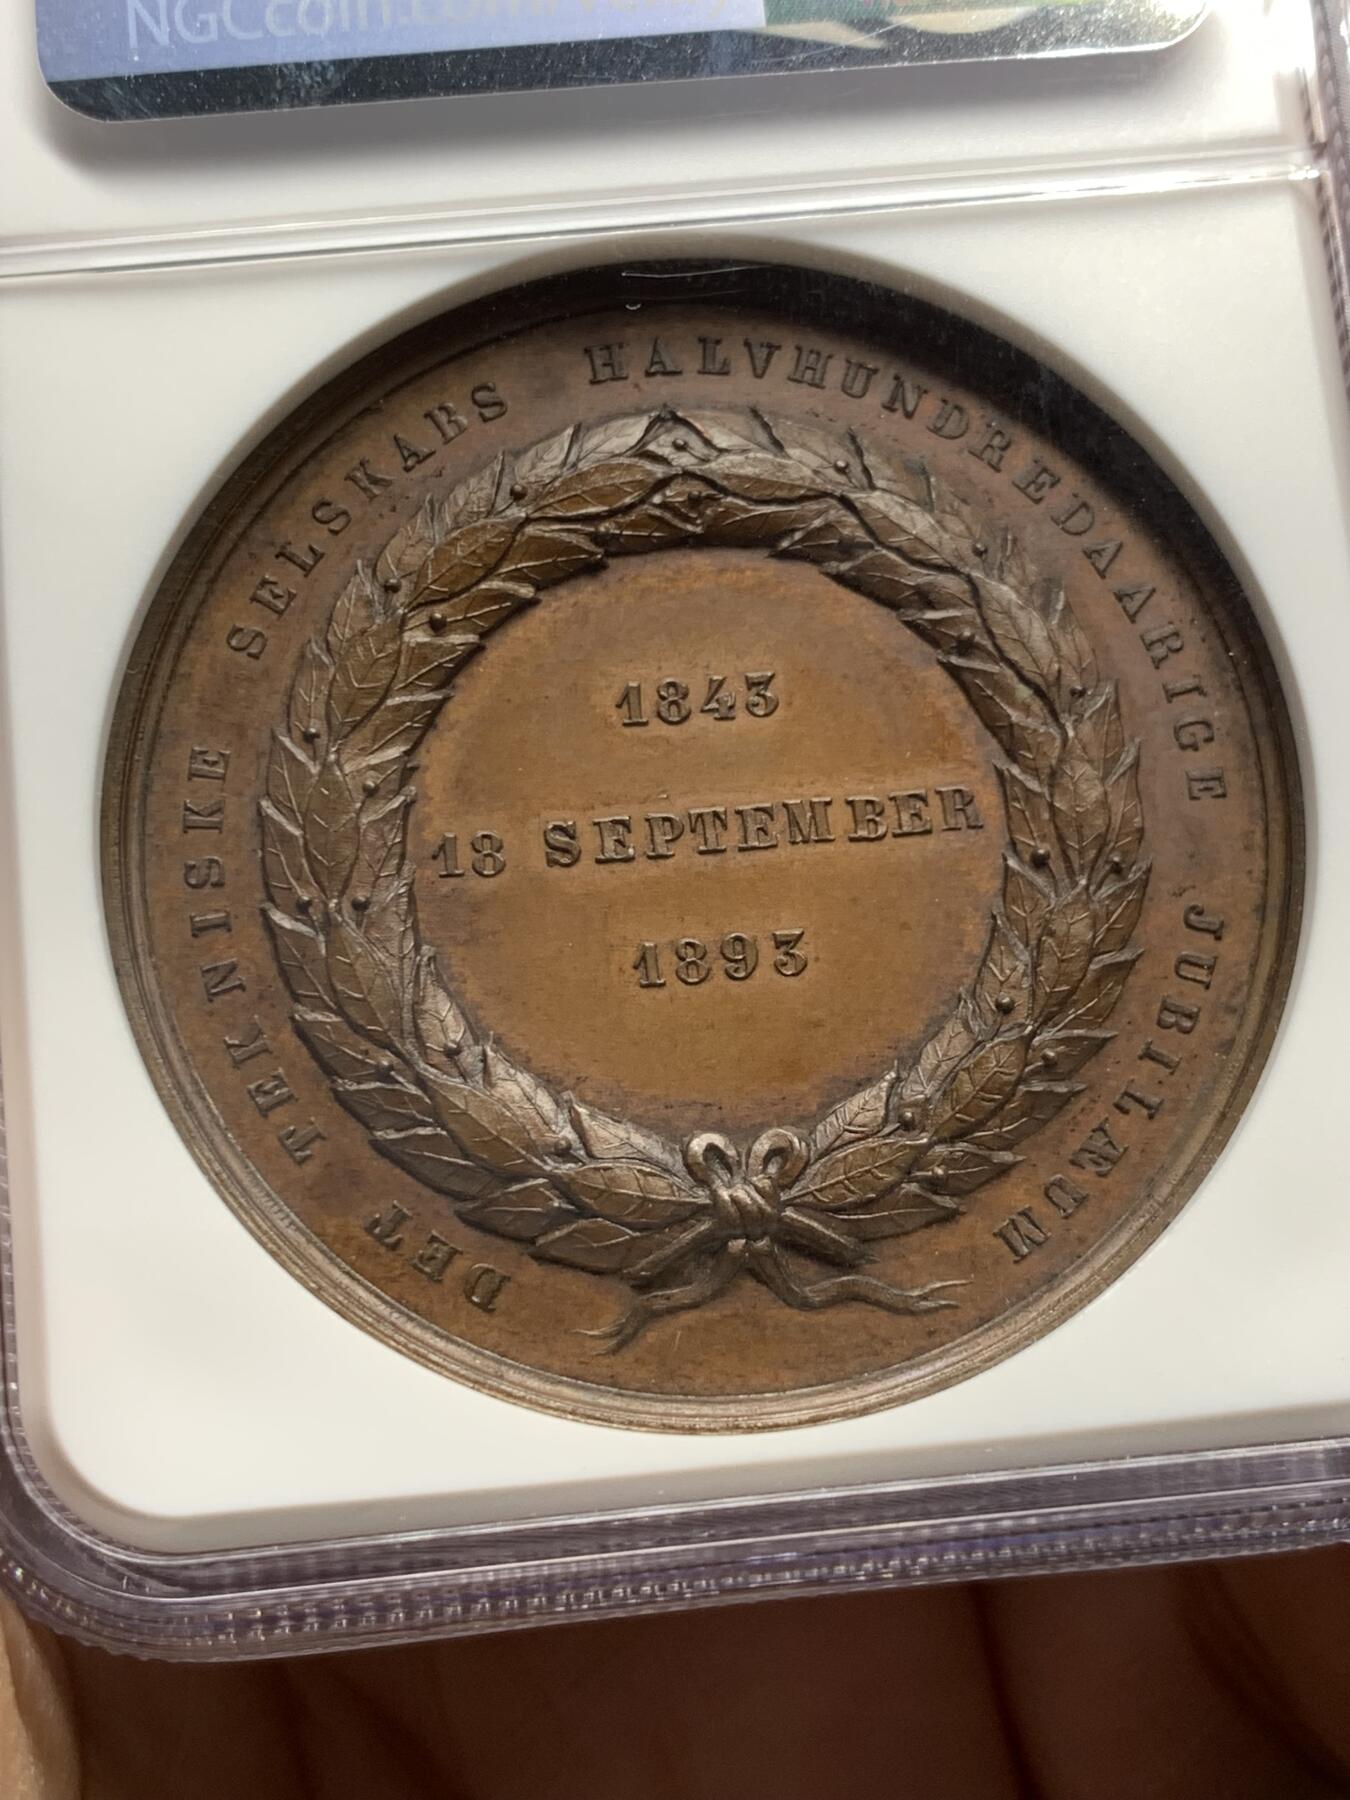 NGCcoin.com/Verify
DET TEKNISKE SELSKABS HALVHUNDREDAARIGE JUBILÆUM
1843
18 SEPTEMBER
1893